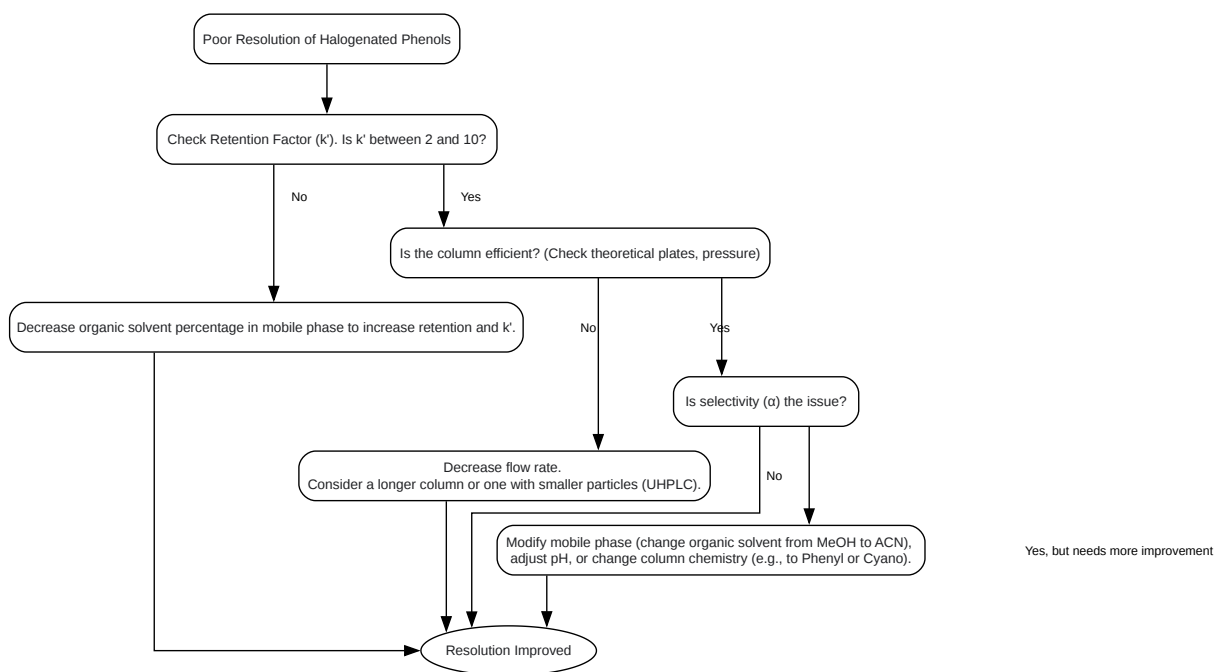 Poor Resolution of Halogenated Phenols
Check Retention Factor (k'). Is k' between 2 and 10?
No
Yes
Is the column efficient? (Check theoretical plates, pressure)
Decrease organic solvent percentage in mobile phase to increase retention and k'.
No
Yes
Is selectivity (α) the issue?
Decrease flow rate.
Consider a longer column or one with smaller particles (UHPLC).
No
Modify mobile phase (change organic solvent from MeOH to ACN),
adjust pH, or change column chemistry (e.g., to Phenyl or Cyano).
Yes, but needs more improvement
Resolution Improved